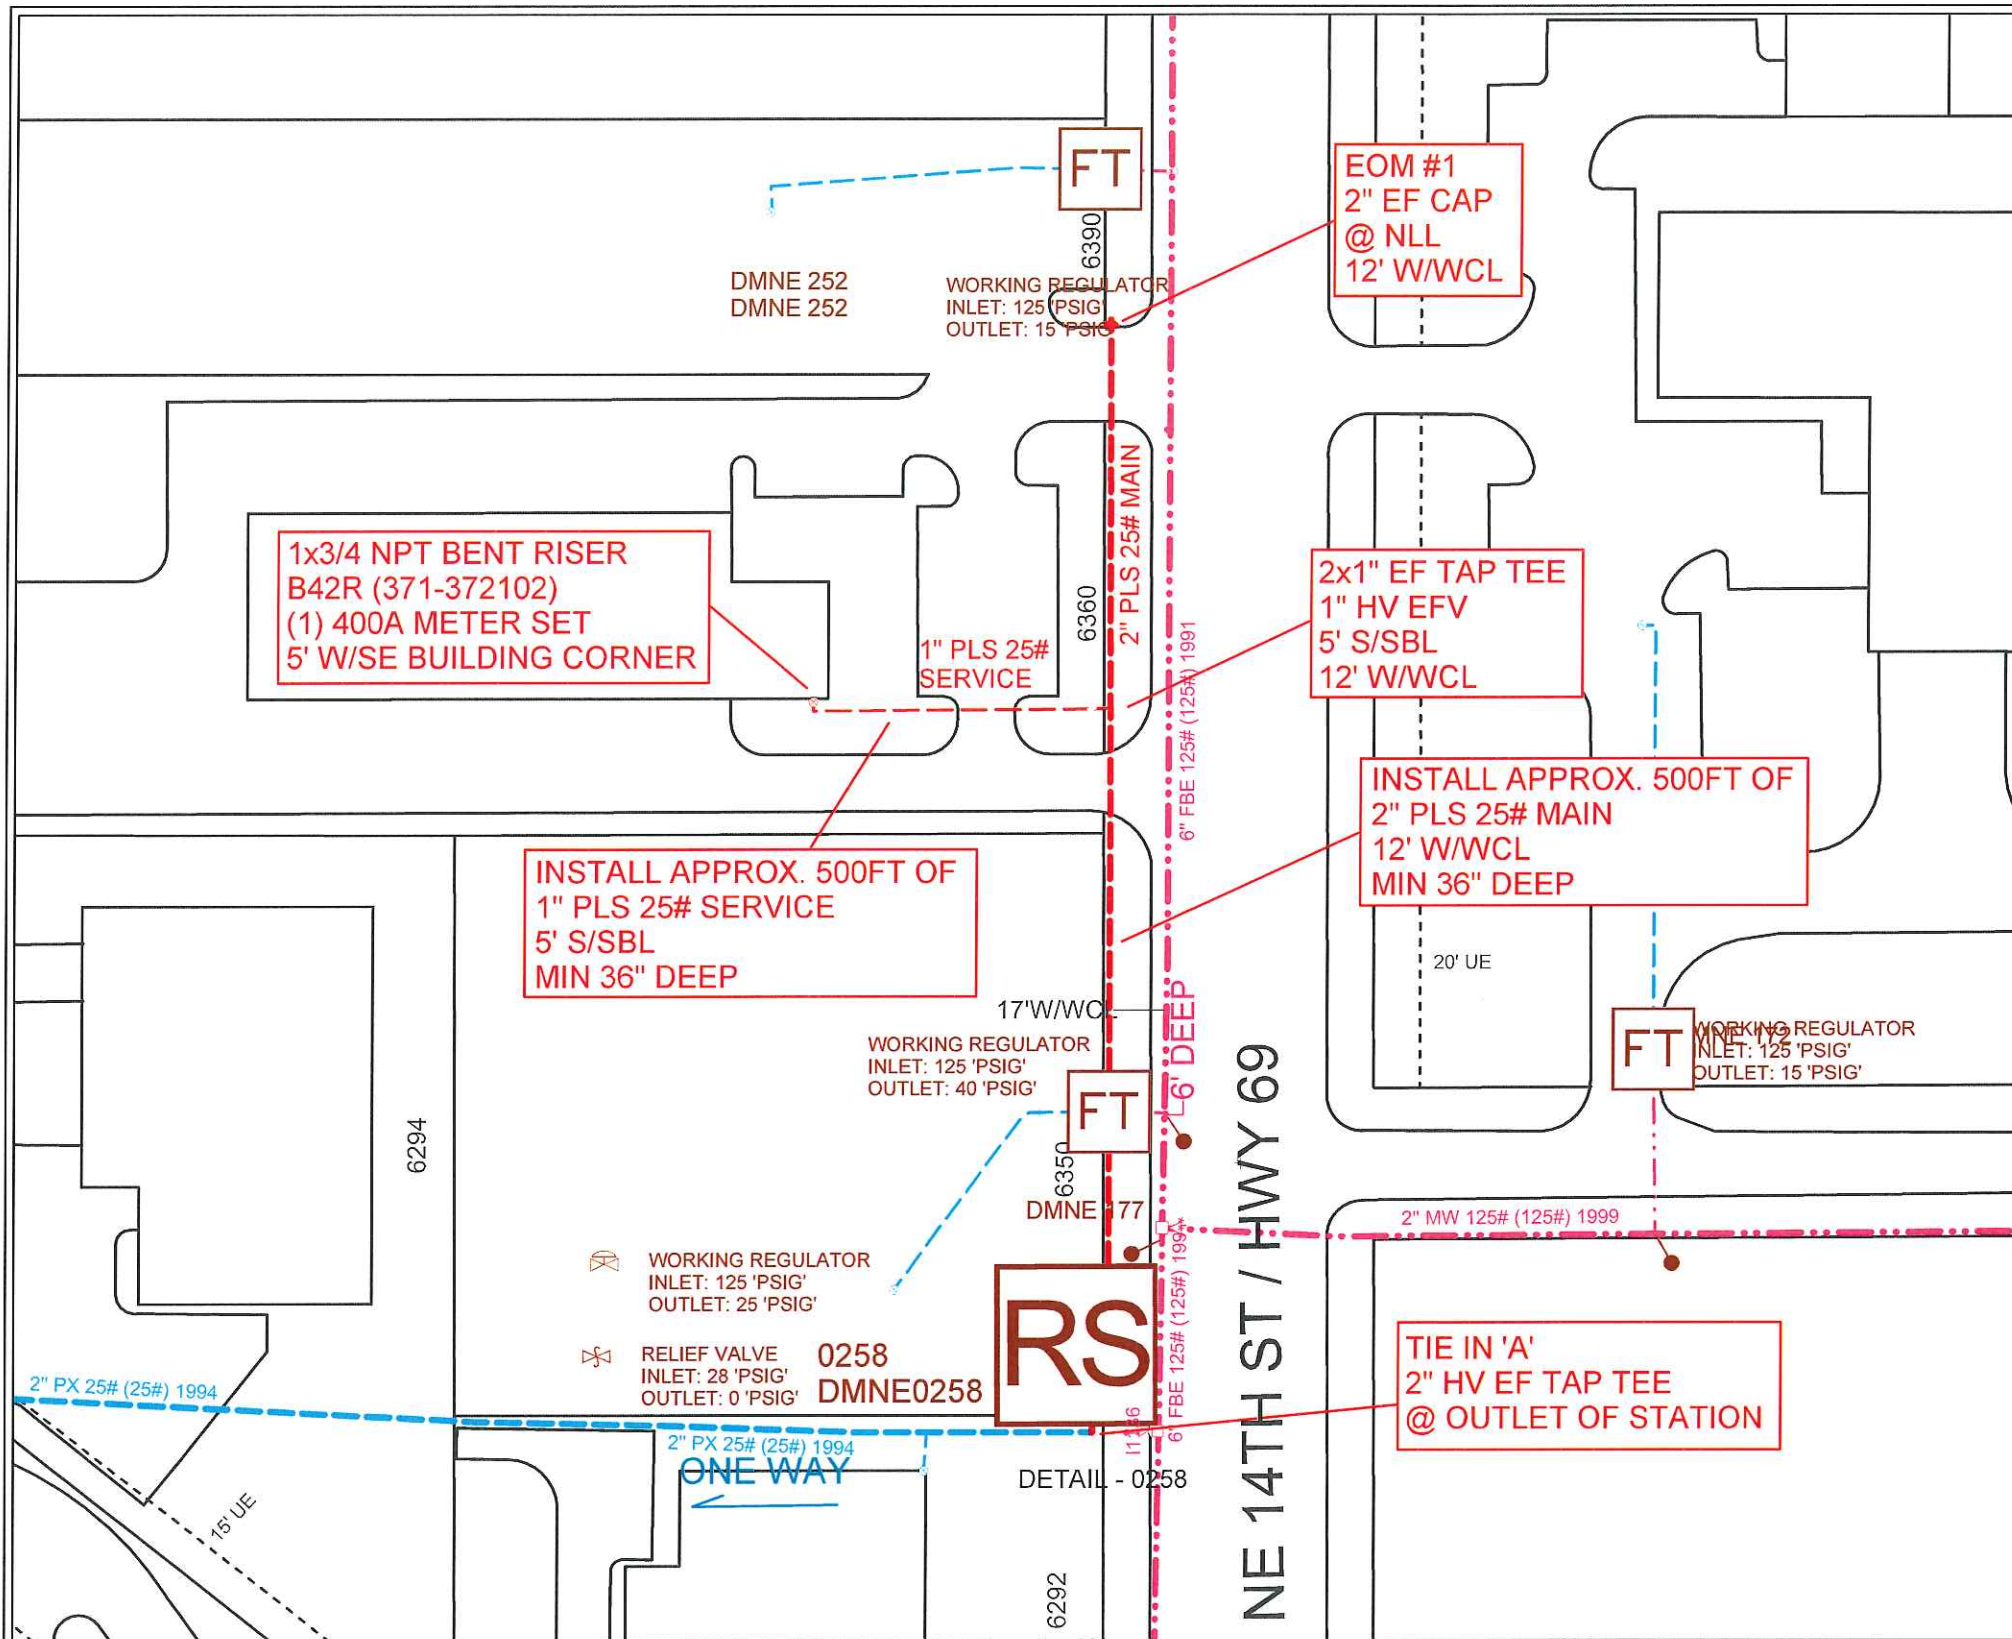 FT
EOM #1
2" EF CAP
@ NLL
12' W/WCL
6390
DMNE 252
DMNE 252
WORKING REGULATOR
INLET: 125 'PSIG'
OUTLET: 15 'PSIG'
2" PLS 25# MAIN
1x3/4 NPT BENT RISER
B42R (371-372102)
(1) 400A METER SET
5' W/SE BUILDING CORNER
6360
2x1" EF TAP TEE
1" HV EFV
5' S/SBL
12' W/WCL
1" PLS 25#
SERVICE
6" FBE 125# (125#) 1991
INSTALL APPROX. 500FT OF
2" PLS 25# MAIN
12' W/WCL
MIN 36" DEEP
INSTALL APPROX. 500FT OF
1" PLS 25# SERVICE
5' S/SBL
MIN 36" DEEP
20' UE
17'W/WCL
6' DEEP
WORKING REGULATOR
INLET: 125 'PSIG'
OUTLET: 40 'PSIG'
FT
FT
WORKING REGULATOR
INLET: 125 'PSIG'
OUTLET: 15 'PSIG'
6294
6350
DMNE 177
NE 14TH ST / HWY 69
2" MW 125# (125#) 1999
WORKING REGULATOR
INLET: 125 'PSIG'
OUTLET: 25 'PSIG'
RELIEF VALVE
INLET: 28 'PSIG'
OUTLET: 0 'PSIG'
0258
DMNE0258
RS
6" FBE 125# (125#)
TIE IN 'A'
2" HV EF TAP TEE
@ OUTLET OF STATION
2" PX 25# (25#) 1994
2" PX 25# (25#) 1994
ONE WAY
DETAIL - 0258
15' UE
6292